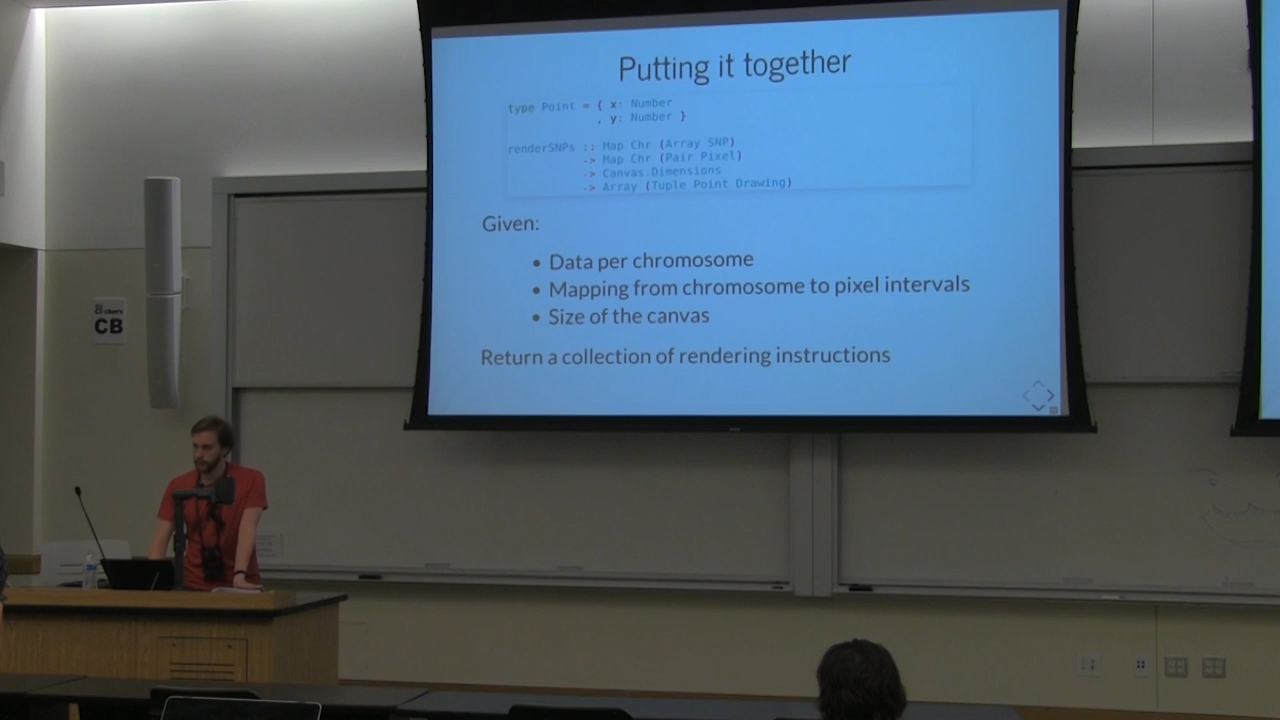 Putting it together
type Point = { x: Number
, y: Number }
renderSNPs :: Map Chr (Array SNP)
-> Map Chr (Pair Pixel)
-> Canvas.Dimensions
-> Array (Tuple Point Drawing)
Given:
• Data per chromosome
• Mapping from chromosome to pixel intervals
• Size of the canvas
Return a collection of rendering instructions
CB